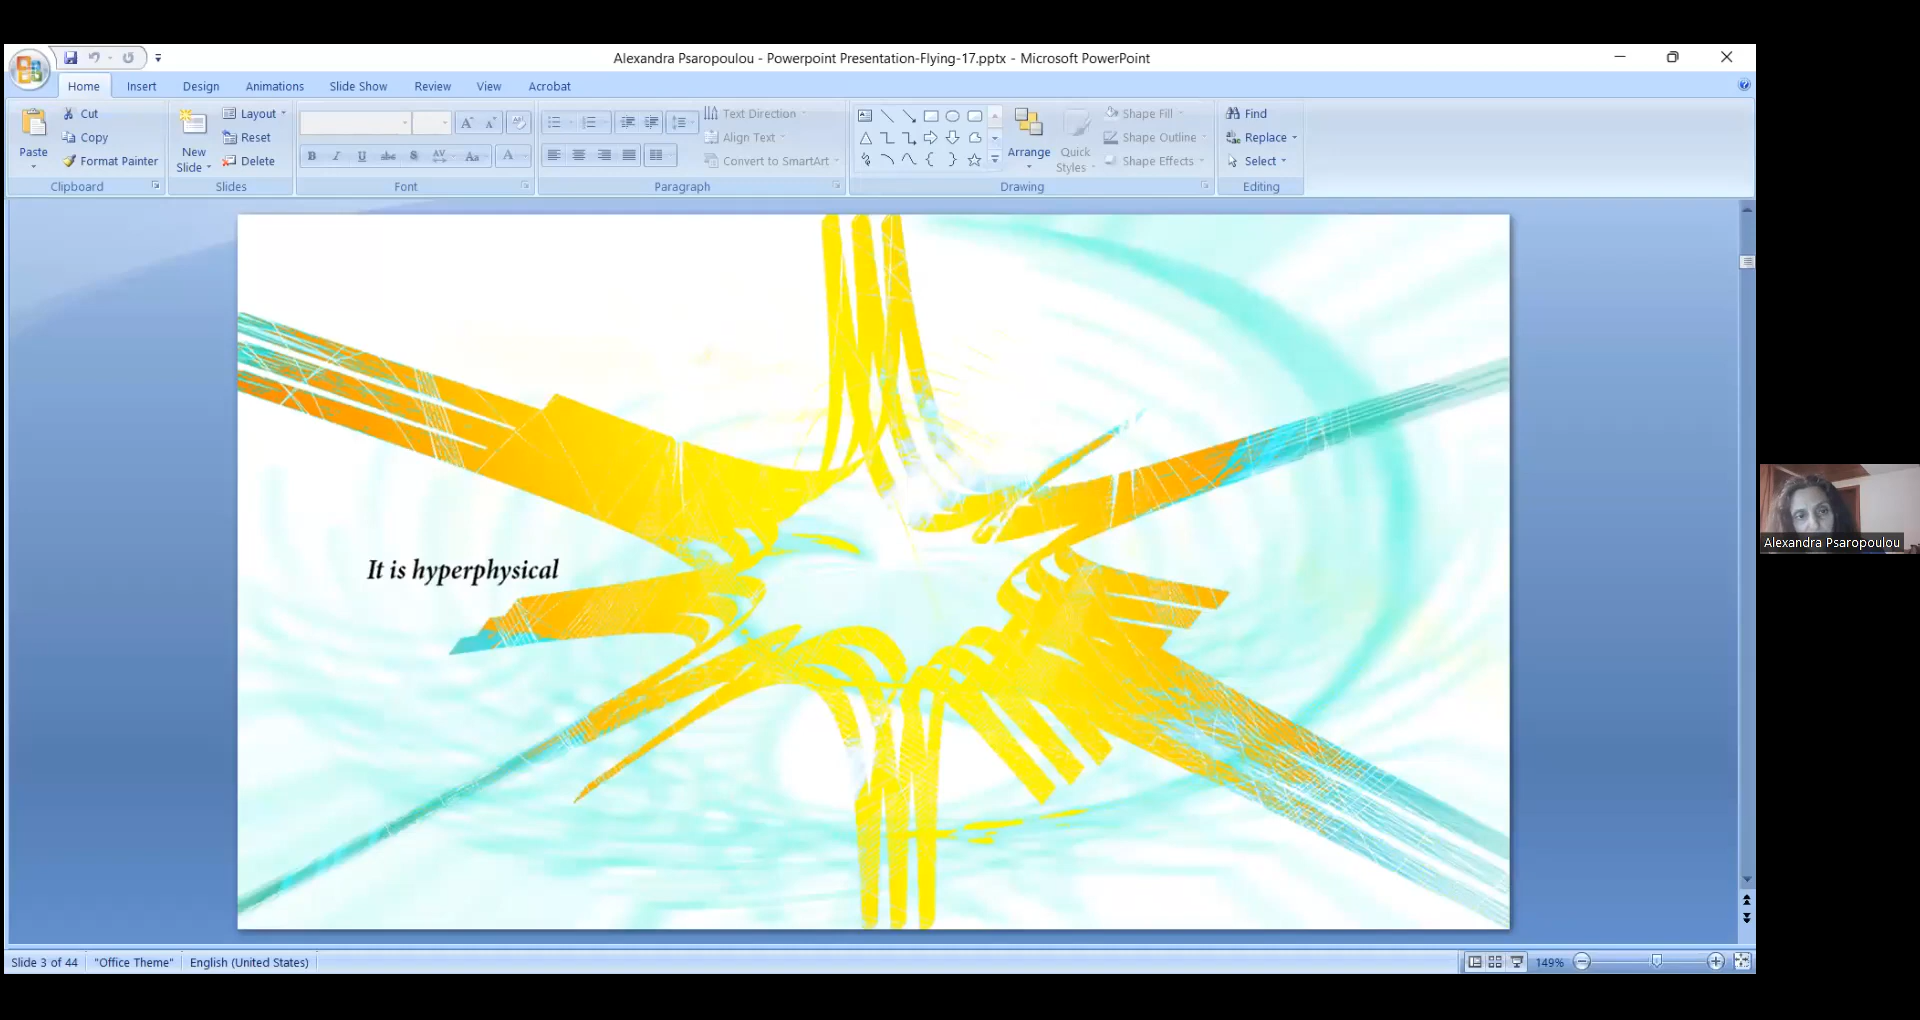 Alexandra Psaropoulou - Powerpoint Presentation-Flying-17.pptx - Microsoft PowerPoint
Home Insert Design Animations Slide Show Review View Acrobat
Paste
Cut
Copy
Format Painter
Clipboard
New Slide
Layout
Reset
Delete
Slides
Font
Text Direction
Align Text
Convert to SmartArt
Paragraph
Arrange
Quick Styles
Shape Fill
Shape Outline
Shape Effects
Drawing
Find
Replace
Select
Editing
It is hyperphysical
Alexandra Psaropoulou
Slide 3 of 44 "Office Theme" English (United States) 149%